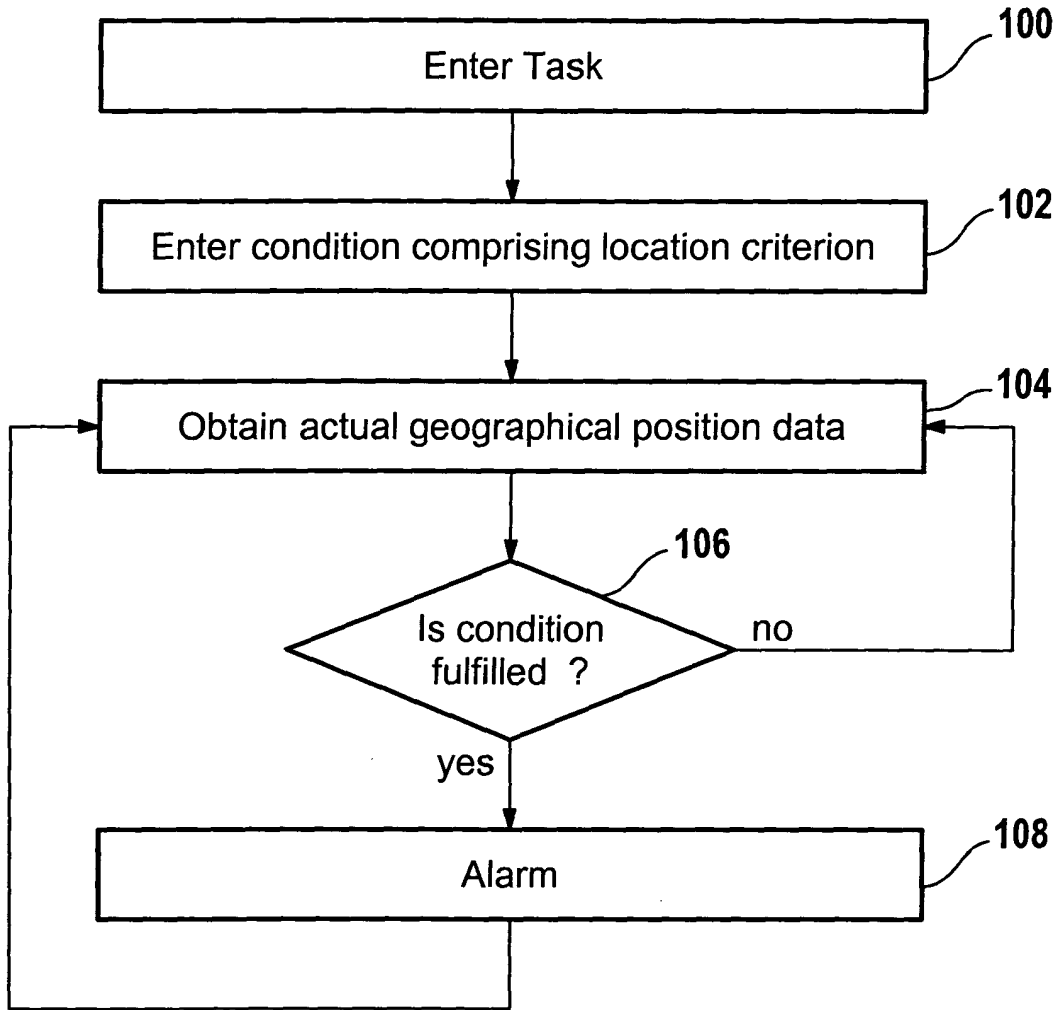 100
Enter Task
102
Enter condition comprising location criterion
104
Obtain actual geographical position data
106
Is condition
fulfilled ?
no
yes
108
Alarm